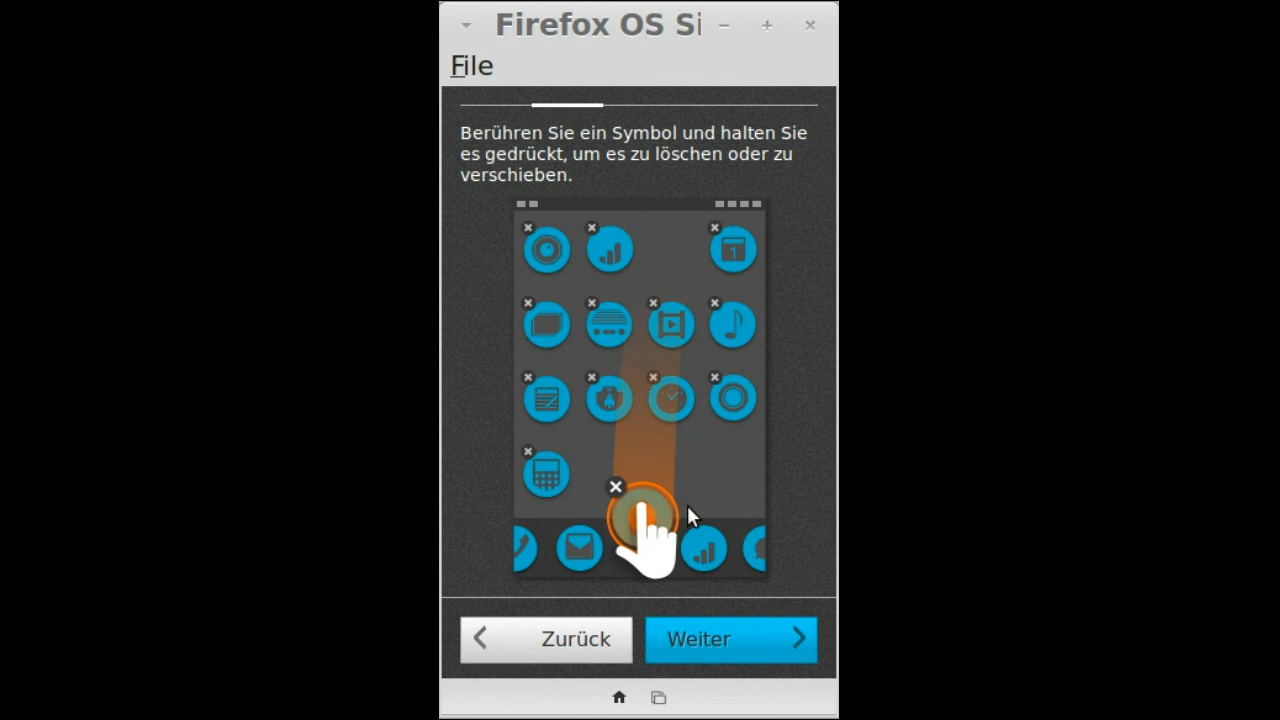 Firefox OS Si
File
Berühren Sie ein Symbol und halten Sie
es gedrückt, um es zu löschen oder zu
verschieben.
1
Zurück
Weiter